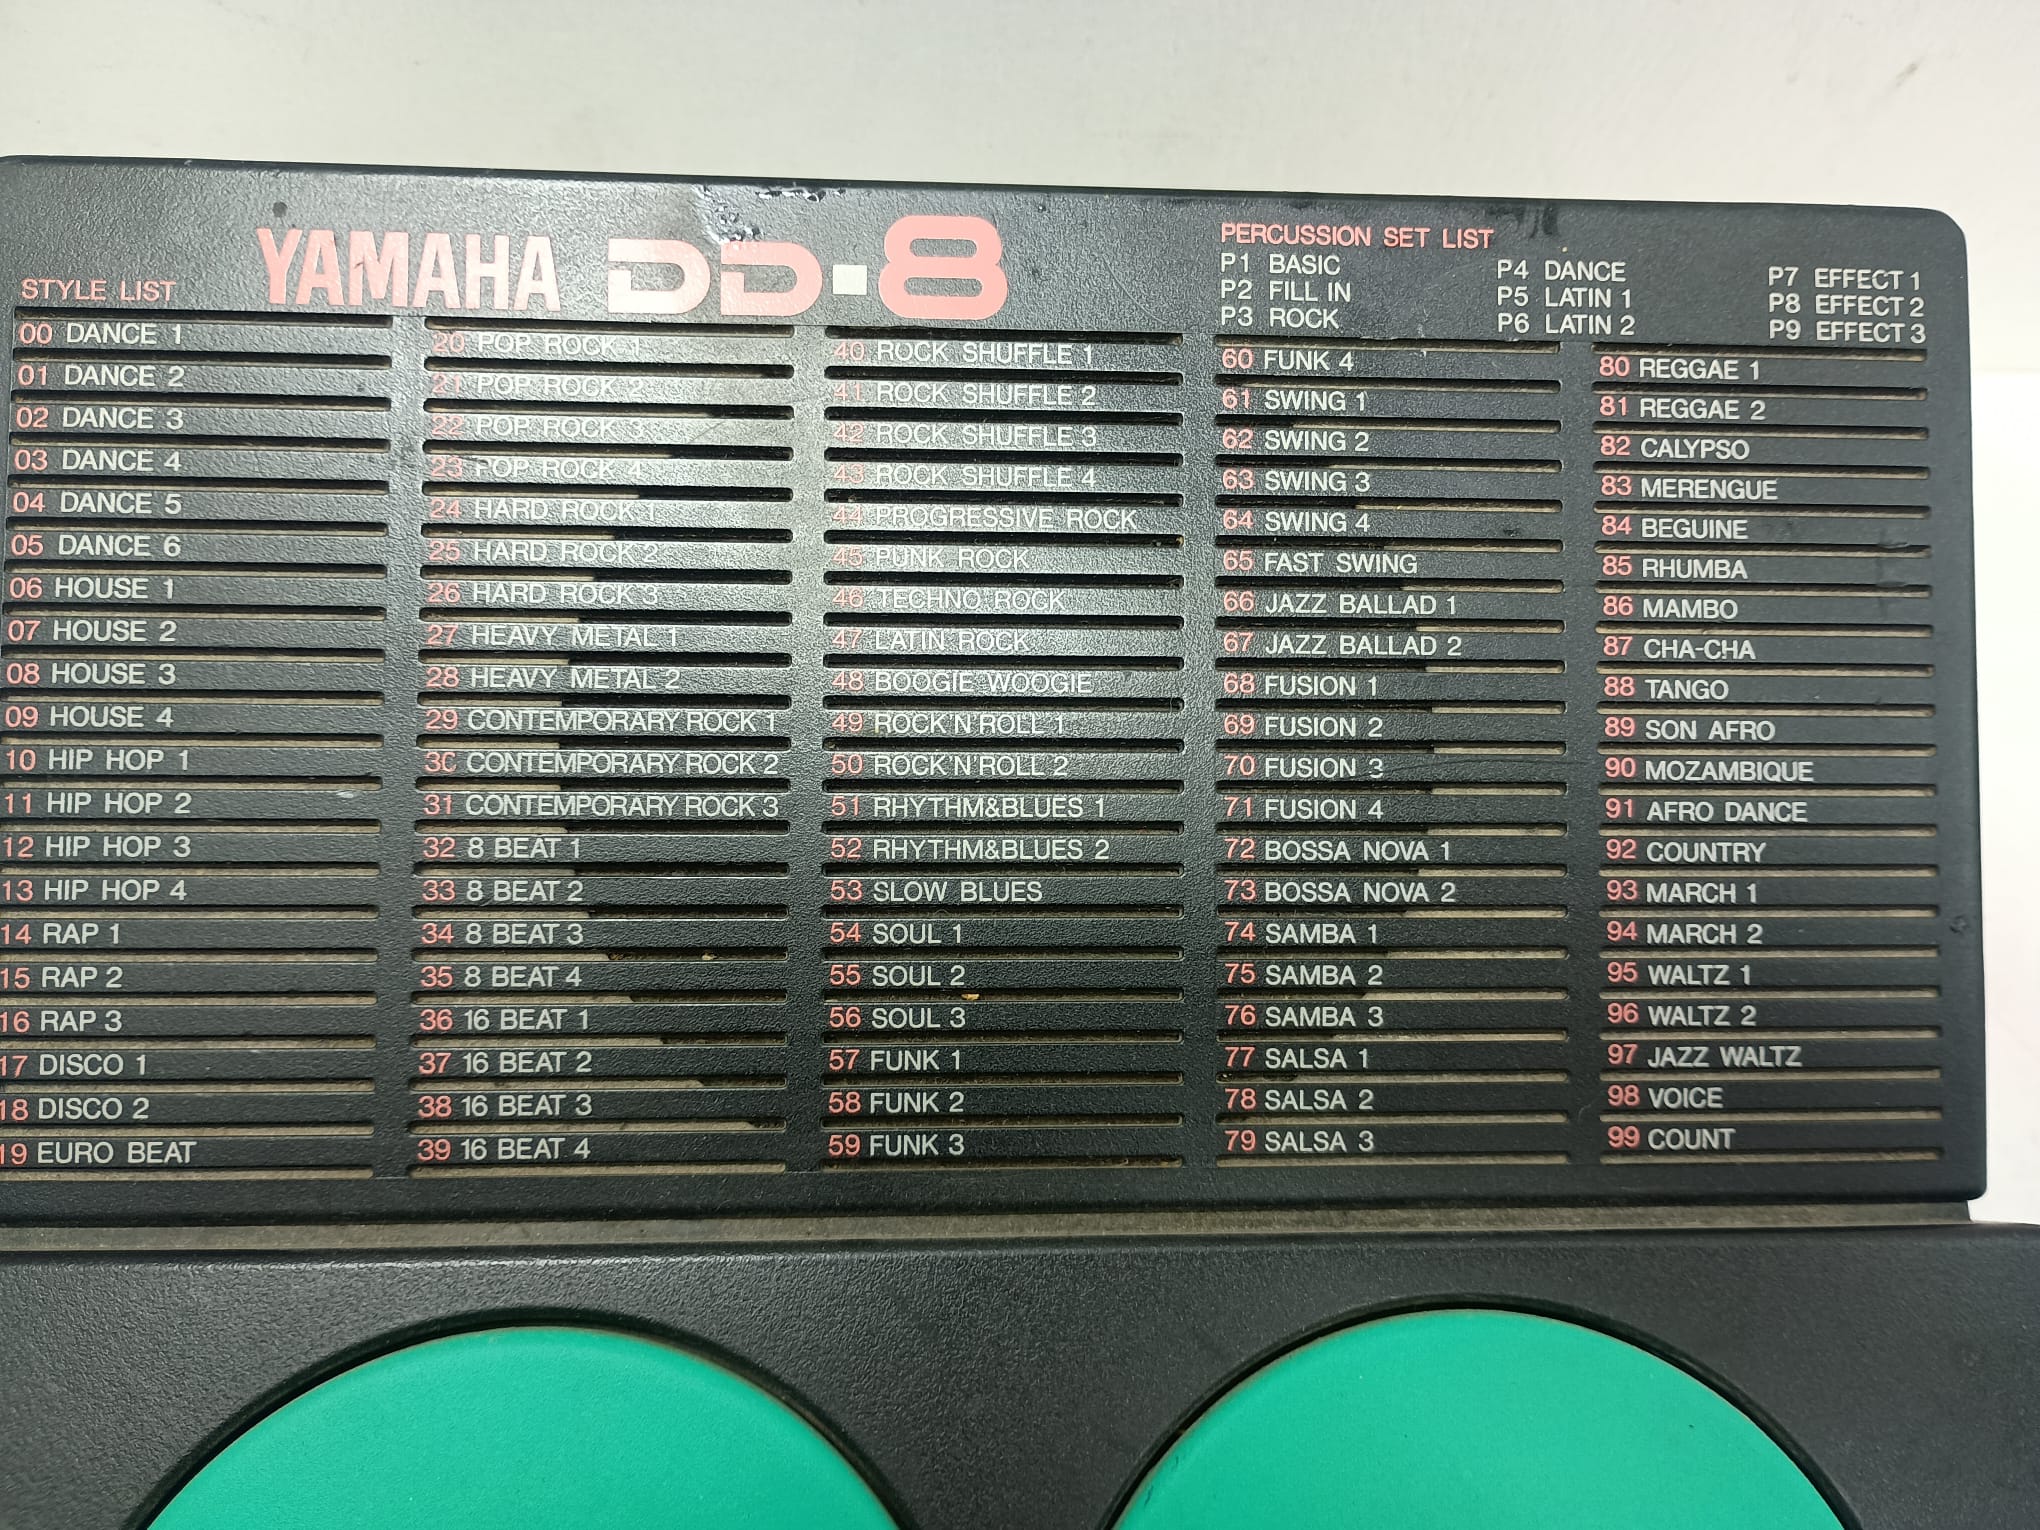 YAMAHA DD-8
STYLE LIST
00 DANCE 1
01 DANCE 2
02 DANCE 3
03 DANCE 4
04 DANCE 5
05 DANCE 6
06 HOUSE 1
07 HOUSE 2
08 HOUSE 3
09 HOUSE 4
10 HIP HOP 1
11 HIP HOP 2
12 HIP HOP 3
13 HIP HOP 4
14 RAP 1
15 RAP 2
16 RAP 3
17 DISCO 1
18 DISCO 2
19 EURO BEAT
20 POP ROCK 1
21 POP ROCK 2
22 POP ROCK 3
23 POP ROCK 4
24 HARD ROCK 1
25 HARD ROCK 2
26 HARD ROCK 3
27 HEAVY METAL 1
28 HEAVY METAL 2
29 CONTEMPORARY ROCK 1
30 CONTEMPORARY ROCK 2
31 CONTEMPORARY ROCK 3
32 8 BEAT 1
33 8 BEAT 2
34 8 BEAT 3
35 8 BEAT 4
36 16 BEAT 1
37 16 BEAT 2
38 16 BEAT 3
39 16 BEAT 4
40 ROCK SHUFFLE 1
41 ROCK SHUFFLE 2
42 ROCK SHUFFLE 3
43 ROCK SHUFFLE 4
44 PROGRESSIVE ROCK
45 PUNK ROCK
46 TECHNO ROCK
47 LATIN ROCK
48 BOOGIE WOOGIE
49 ROCK'N'ROLL 1
50 ROCK'N'ROLL 2
51 RHYTHM&BLUES 1
52 RHYTHM&BLUES 2
53 SLOW BLUES
54 SOUL 1
55 SOUL 2
56 SOUL 3
57 FUNK 1
58 FUNK 2
59 FUNK 3
PERCUSSION SET LIST
P1 BASIC
P2 FILL IN
P3 ROCK
P4 DANCE
P5 LATIN 1
P6 LATIN 2
P7 EFFECT 1
P8 EFFECT 2
P9 EFFECT 3
60 FUNK 4
61 SWING 1
62 SWING 2
63 SWING 3
64 SWING 4
65 FAST SWING
66 JAZZ BALLAD 1
67 JAZZ BALLAD 2
68 FUSION 1
69 FUSION 2
70 FUSION 3
71 FUSION 4
72 BOSSA NOVA 1
73 BOSSA NOVA 2
74 SAMBA 1
75 SAMBA 2
76 SAMBA 3
77 SALSA 1
78 SALSA 2
79 SALSA 3
80 REGGAE 1
81 REGGAE 2
82 CALYPSO
83 MERENGUE
84 BEGUINE
85 RHUMBA
86 MAMBO
87 CHA-CHA
88 TANGO
89 SON AFRO
90 MOZAMBIQUE
91 AFRO DANCE
92 COUNTRY
93 MARCH 1
94 MARCH 2
95 WALTZ 1
96 WALTZ 2
97 JAZZ WALTZ
98 VOICE
99 COUNT